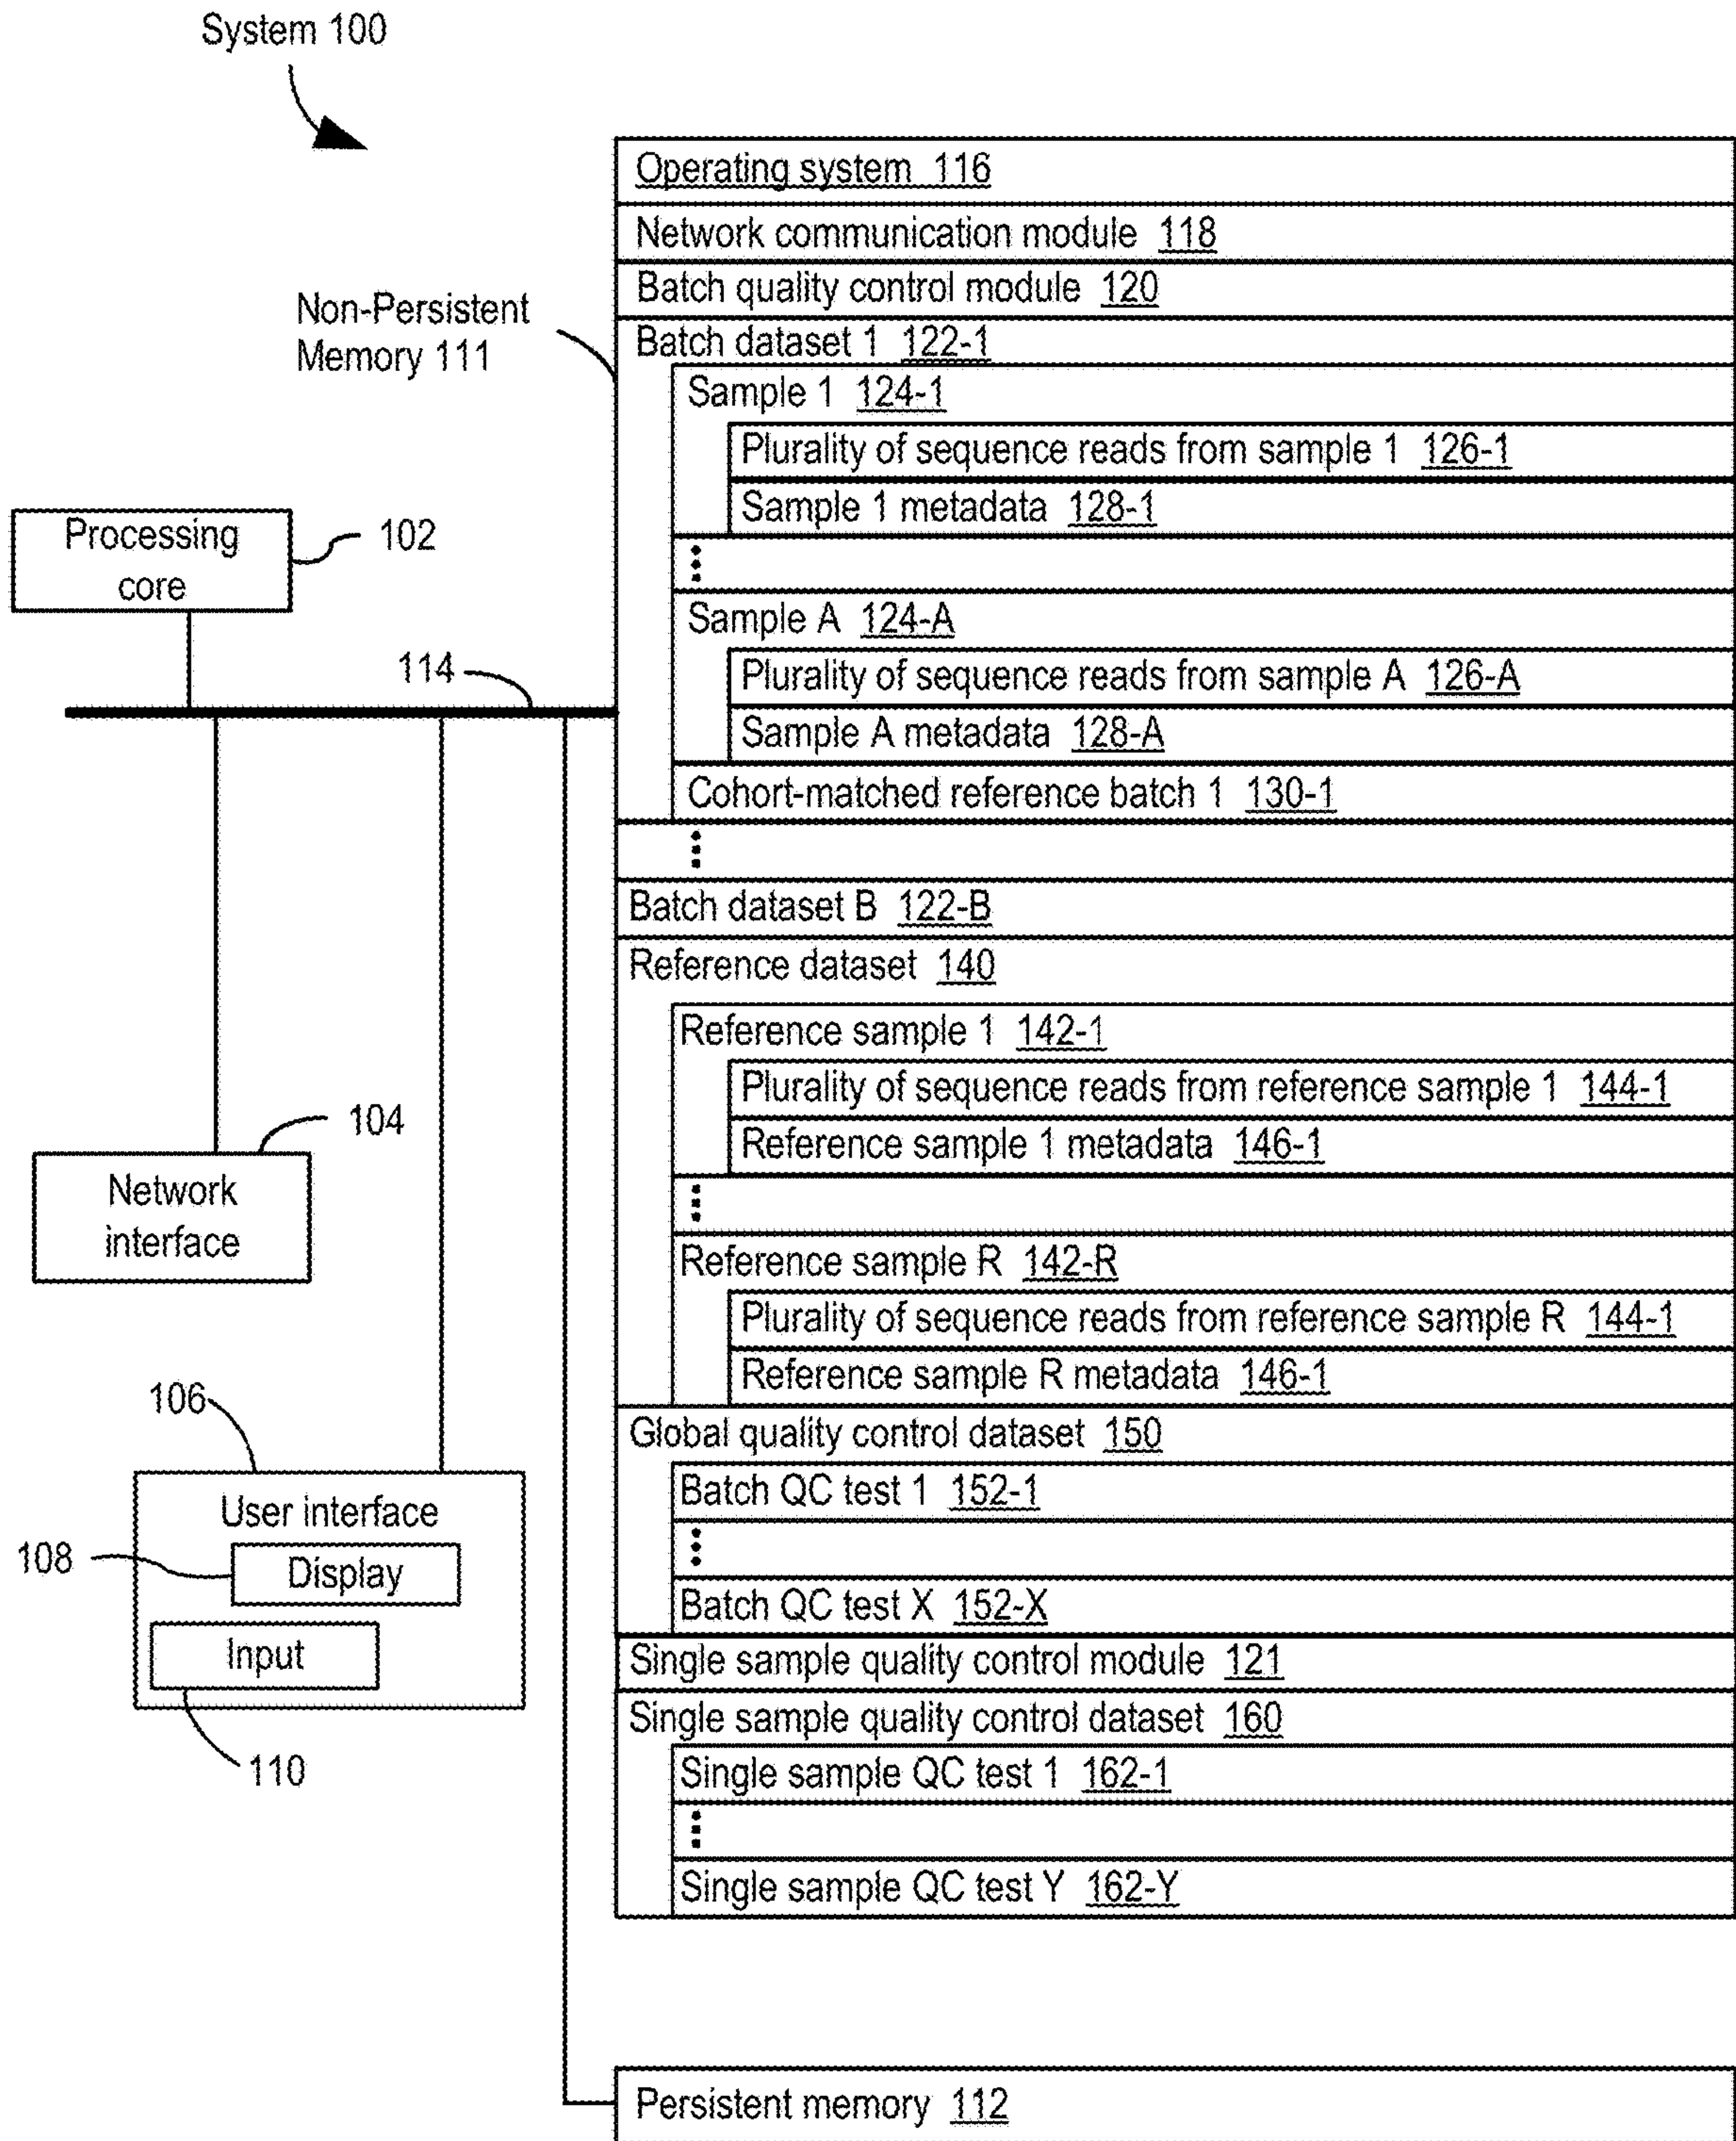 System 100
Operating system 116
Network communication module 118
Batch quality control module 120
Non-Persistent
Memory 111
Batch dataset 1 122-1
Sample 1 124-1
Plurality of sequence reads from sample 1 126-1
Sample 1 metadata 128-1
Processing
core
102
Sample A 124-A
Plurality of sequence reads from sample A 126-A
114
Sample A metadata 128-A
Cohort-matched reference batch 1 130-1
Batch dataset B 122-B
Reference dataset 140
Reference sample 1 142-1
Plurality of sequence reads from reference sample 1 144-1
Reference sample 1 metadata 146-1
104
Network
interface
Reference sample R 142-R
Plurality of sequence reads from reference sample R 144-1
Reference sample R metadata 146-1
106
Global quality control dataset 150
Batch QC test 1 152-1
User interface
108
Display
Batch QC test X 152-X
Input
110
Single sample quality control module 121
Single sample quality control dataset 160
Single sample QC test 1 162-1
Single sample QC test Y 162-Y
Persistent memory 112